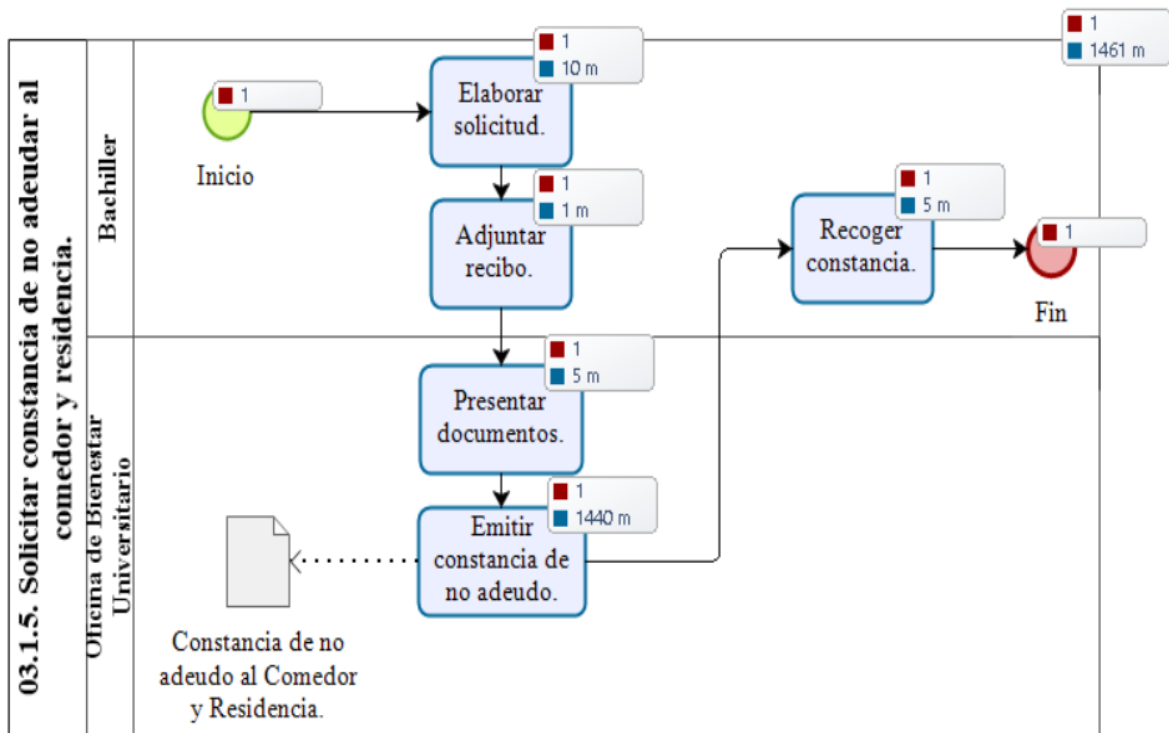 03.1.5. Solicitar constancia de no adeudar al
comedor y residencia.
Bachiller
Oficina de Bienestar
Universitario
1
1461 m
1
Inicio
1
10 m
Elaborar
solicitud.
1
1 m
Adjuntar
recibo.
1
5 m
Recoger
constancia.
1
Fin
1
5 m
Presentar
documentos.
1
1440 m
Emitir
constancia de
no adeudo.
Constancia de no
adeudo al Comedor
y Residencia.